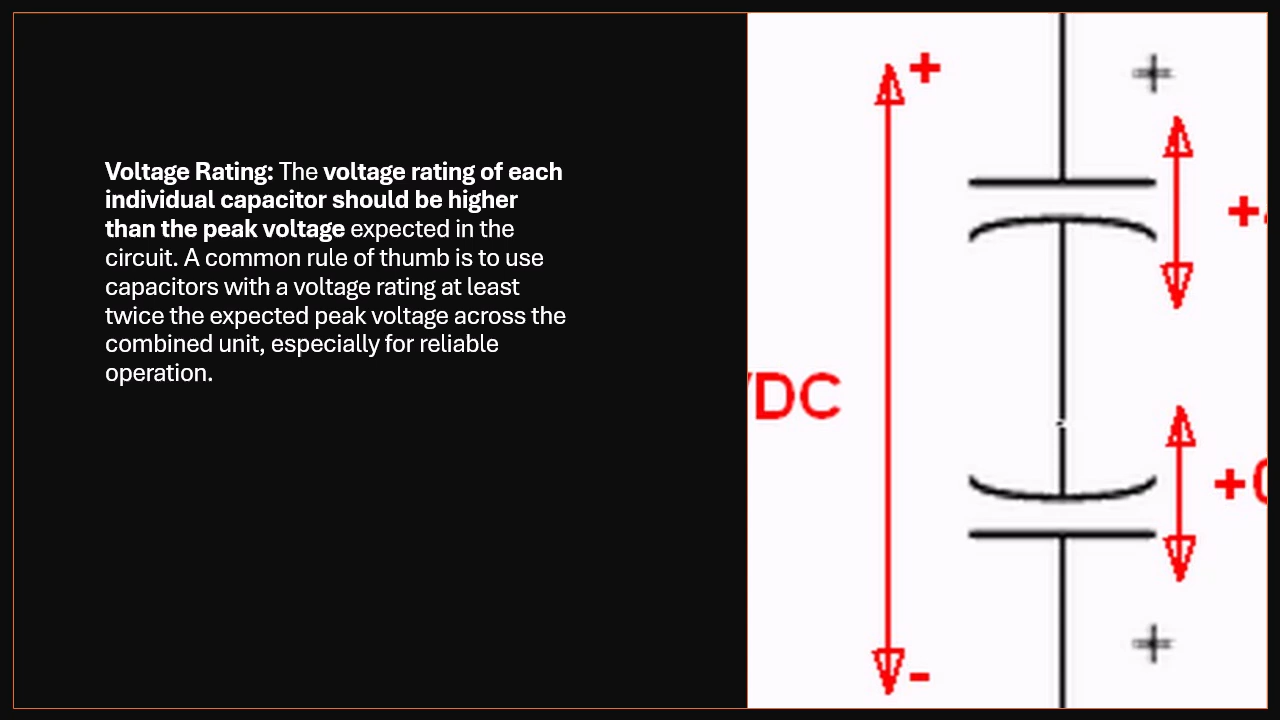 Voltage Rating: The voltage rating of each
individual capacitor should be higher
than the peak voltage expected in the
circuit. A common rule of thumb is to use
capacitors with a voltage rating at least
twice the expected peak voltage across the
combined unit, especially for reliable
operation.
+
+
+
VDC
+
-
+